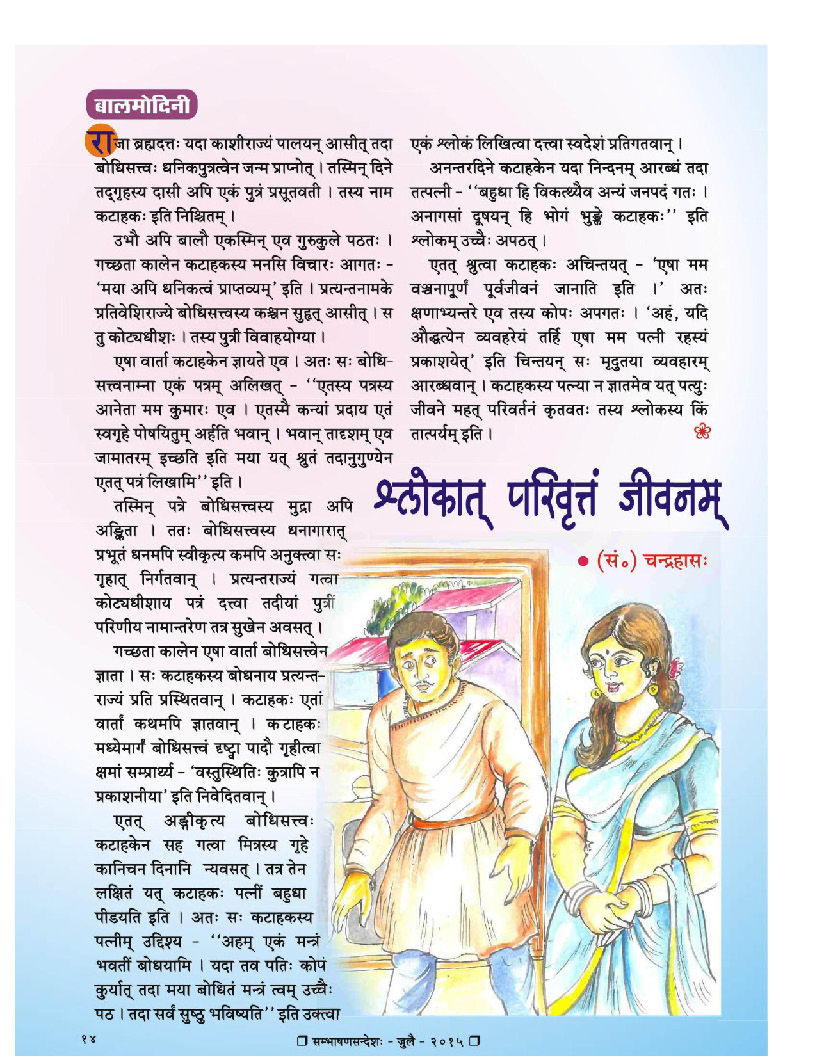 बालमोदिनी
राजा ब्रह्मदत्तः यदा काशीराज्यं पालयन् आसीत् तदा
बोधिसत्त्वः धनिकपुत्रत्वेन जन्म प्राप्नोत् । तस्मिन् दिने
तद्गृहस्य दासी अपि एकं पुत्रं प्रसूतवती । तस्य नाम
कटाहकः इति निश्चितम् ।
उभौ अपि बालौ एकस्मिन् एव गुरुकुले पठतः ।
गच्छता कालेन कटाहकस्य मनसि विचारः आगतः -
‘मया अपि धनिकत्वं प्राप्तव्यम्’ इति । प्रत्यन्तनामके
प्रतिवेशिराज्ये बोधिसत्त्वस्य कश्चन सुहृत् आसीत् । स
तु कोट्यधीशः । तस्य पुत्री विवाहयोग्या ।
एषा वार्ता कटाहकेन ज्ञायते एव । अतः सः बोधि-
सत्त्वनाम्ना एकं पत्रम् अलिखत् - ‘‘एतस्य पत्रस्य
आनेता मम कुमारः एव । एतस्मै कन्यां प्रदाय एतं
स्वगृहे पोषयितुम् अर्हति भवान् । भवान् तादृशम् एव
जामातरम् इच्छति इति मया यत् श्रुतं तदानुगुण्येन
एतत् पत्रं लिखामि’’ इति ।
तस्मिन् पत्रे बोधिसत्त्वस्य मुद्रा अपि
अङ्किता । ततः बोधिसत्त्वस्य धनागारात्
प्रभूतं धनमपि स्वीकृत्य कमपि अनुक्त्वा सः
गृहात् निर्गतवान् । प्रत्यन्तराज्यं गत्वा
कोट्यधीशाय पत्रं दत्त्वा तदीयां पुत्रीं
परिणीय नामान्तरेण तत्र सुखेन अवसत् ।
गच्छता कालेन एषा वार्ता बोधिसत्त्वेन
ज्ञाता । सः कटाहकस्य बोधनाय प्रत्यन्त-
राज्यं प्रति प्रस्थितवान् । कटाहकः एतां
वार्तां कथमपि ज्ञातवान् । कटाहकः
मध्येमार्गं बोधिसत्त्वं दृष्ट्वा पादौ गृहीत्वा
क्षमां सम्प्रार्थ्य - ‘वस्तुस्थितिः कुत्रापि न
प्रकाशनीया’ इति निवेदितवान् ।
एतत् अङ्गीकृत्य बोधिसत्त्वः
कटाहकेन सह गत्वा मित्रस्य गृहे
कानिचन दिनानि न्यवसत् । तत्र तेन
लक्षितं यत् कटाहकः पत्नीं बहुधा
पीडयति इति । अतः सः कटाहकस्य
पत्नीम् उद्दिश्य - ‘‘अहम् एकं मन्त्रं
भवतीं बोधयामि । यदा तव पतिः कोपं
कुर्यात् तदा मया बोधितं मन्त्रं त्वम् उच्चैः
पठ । तदा सर्वं सुष्ठु भविष्यति’’ इति उक्त्वा
एकं श्लोकं लिखित्वा दत्त्वा स्वदेशं प्रतिगतवान् ।
अनन्तरदिने कटाहकेन यदा निन्दनम् आरब्धं तदा
तत्पत्नी - ‘‘बहुधा हि विकत्थ्यैव अन्यं जनपदं गतः ।
अनागसां दूषयन् हि भोगं भुङ्क्ते कटाहकः’’ इति
श्लोकम् उच्चैः अपठत् ।
एतत् श्रुत्वा कटाहकः अचिन्तयत् - ‘एषा मम
वञ्चनापूर्णं पूर्वजीवनं जानाति इति ।’ अतः
क्षणाभ्यन्तरे एव तस्य कोपः अपगतः । ‘अहं, यदि
औद्धत्येन व्यवहरेयं तर्हि एषा मम पत्नी रहस्यं
प्रकाशयेत्’ इति चिन्तयन् सः मृदुतया व्यवहारम्
आरब्धवान् । कटाहकस्य पत्न्या न ज्ञातमेव यत् पत्युः
जीवने महत् परिवर्तनं कृतवतः तस्य श्लोकस्य किं
तात्पर्यम् इति ।
श्लोकात् परिवृत्तं जीवनम्
• (सं०) चन्द्रहासः
१४
❐ सम्भाषणसन्देशः - जुलै - २०१५ ❐